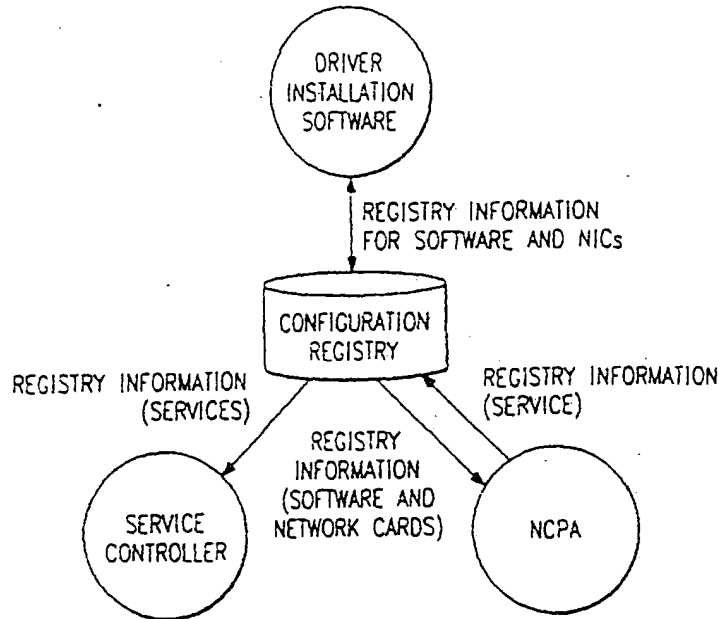 DRIVER
INSTALLATION
SOFTWARE
REGISTRY INFORMATION
FOR SOFTWARE AND NICs
CONFIGURATION
REGISTRY
REGISTRY INFORMATION
(SERVICES)
REGISTRY INFORMATION
(SERVICE)
REGISTRY
INFORMATION
(SOFTWARE AND
NETWORK CARDS)
SERVICE
CONTROLLER
NCPA